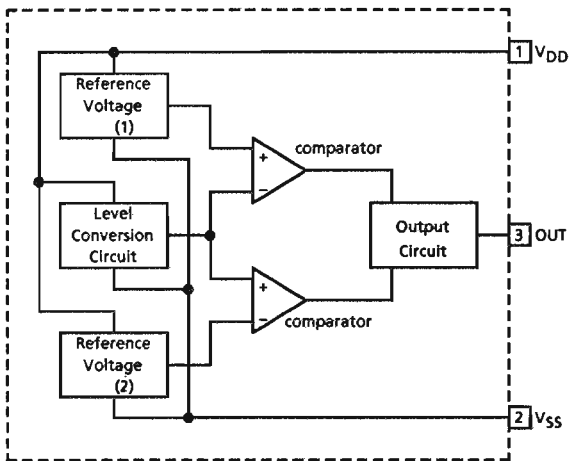 1 VDD
Reference
Voltage
(1)
+
−
comparator
Level
Conversion
Circuit
Output
Circuit
3 OUT
+
−
comparator
Reference
Voltage
(2)
2 VSS